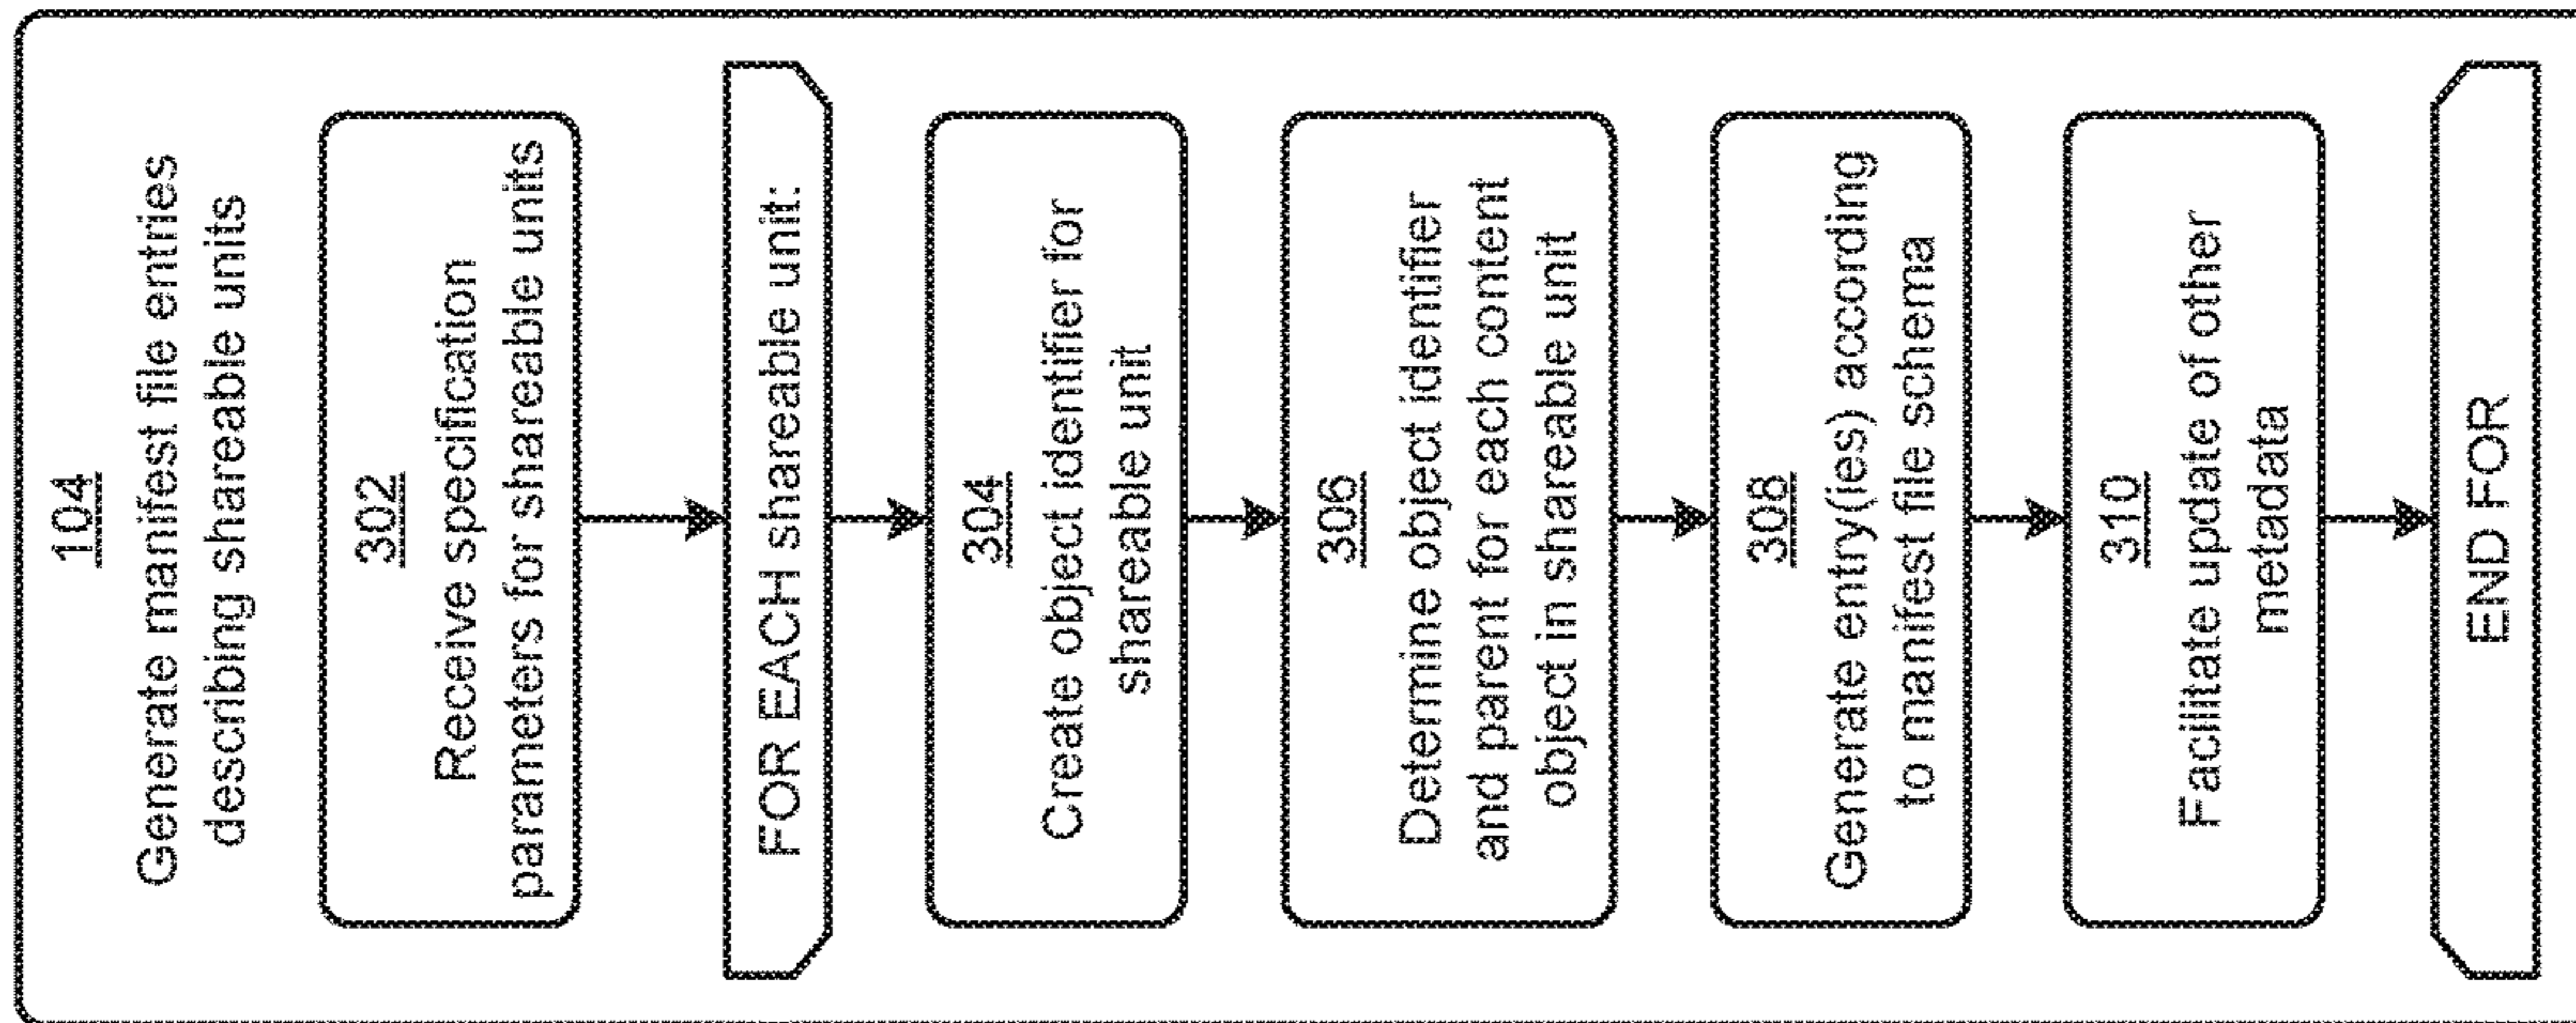 104
Generate manifest file entries
describing shareable units
302
Receive specification
parameters for shareable units
FOR EACH shareable unit:
304
Create object identifier for
shareable unit
306
Determine object identifier
and parent for each content
object in shareable unit
308
Generate entry(ies) according
to manifest file schema
310
Facilitate update of other
metadata
END FOR